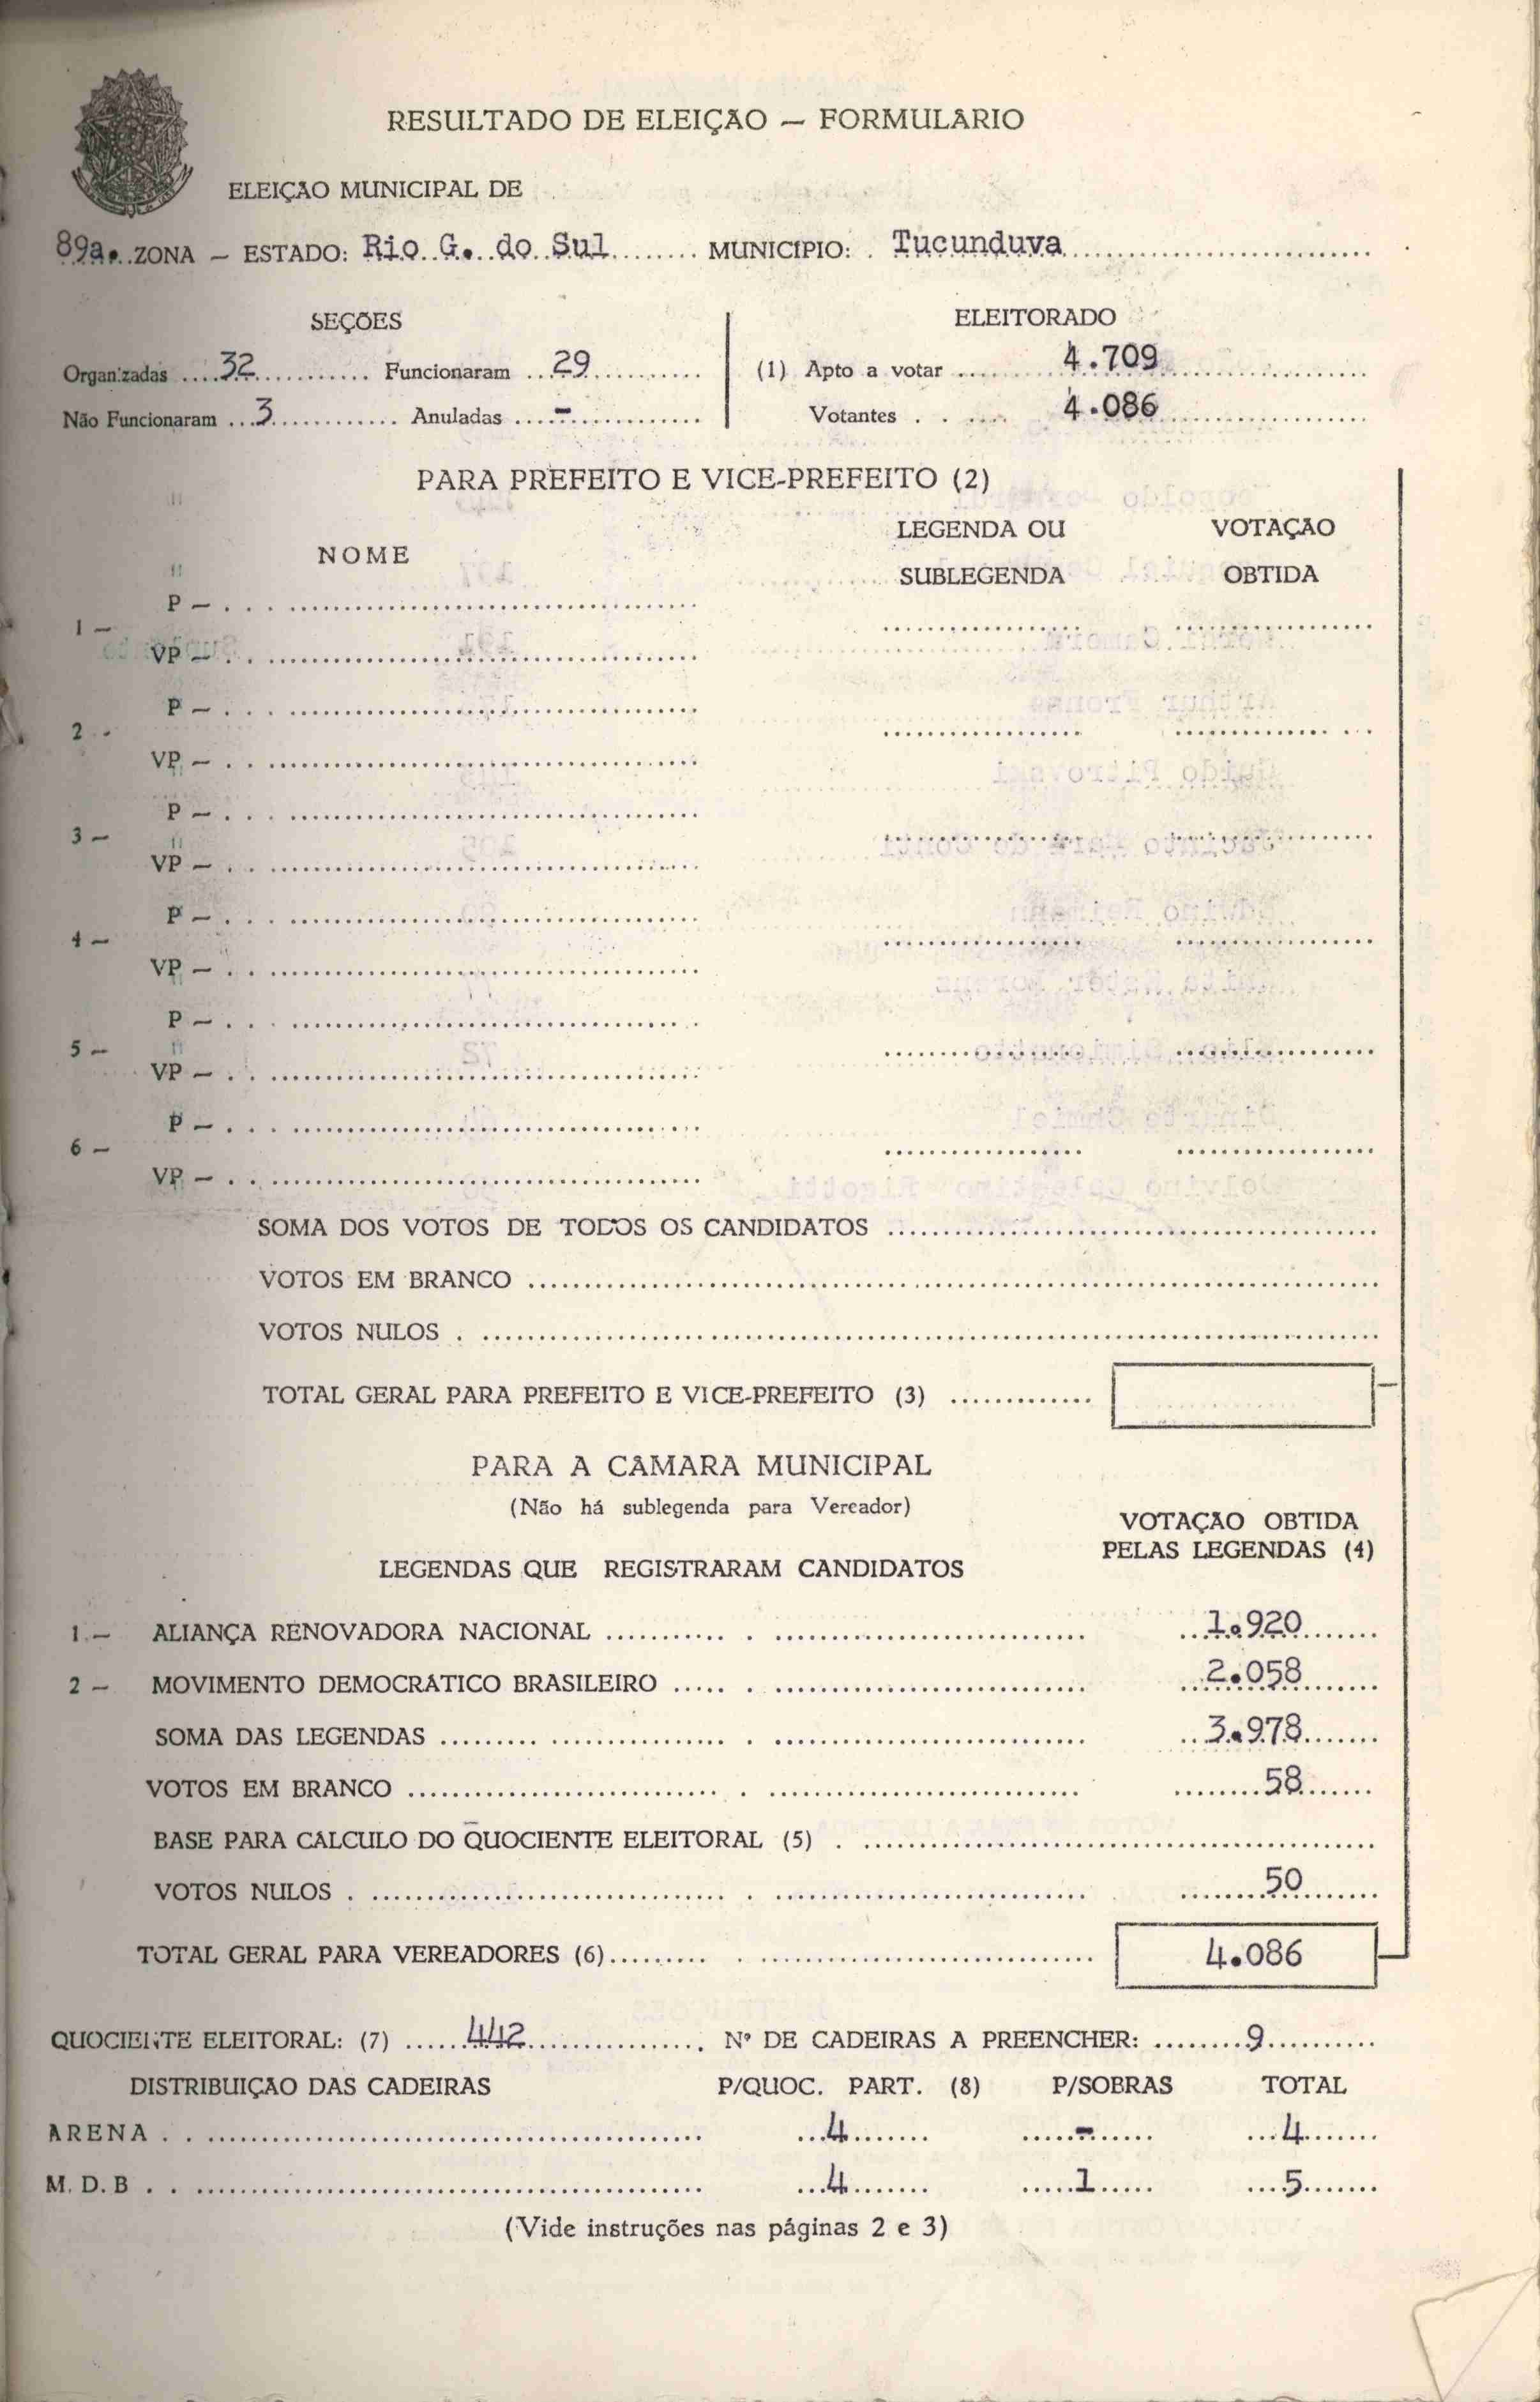 RESULTADO DE ELEIÇÃO — FORMULÁRIO
ELEIÇÃO MUNICIPAL DE
89a. ZONA — ESTADO: Rio G. do Sul MUNICÍPIO: Tucunduva
SEÇÕES
ELEITORADO
Organizadas 32 Funcionaram 29 (1) Apto a votar 4.709
Não Funcionaram 3 Anuladas - Votantes 4.086
PARA PREFEITO E VICE-PREFEITO (2)
NOME
LEGENDA OU SUBLEGENDA
VOTAÇÃO OBTIDA
P —
1 —
VP —
P —
2 -
VP —
P —
3 —
VP —
P —
4 —
VP —
P —
5 —
VP —
P —
6 —
VP —
SOMA DOS VOTOS DE TODOS OS CANDIDATOS
VOTOS EM BRANCO
VOTOS NULOS
TOTAL GERAL PARA PREFEITO E VICE-PREFEITO (3)
PARA A CÂMARA MUNICIPAL
(Não há sublegenda para Vereador)
VOTAÇÃO OBTIDA
PELAS LEGENDAS (4)
LEGENDAS QUE REGISTRARAM CANDIDATOS
1 — ALIANÇA RENOVADORA NACIONAL 1.920
2 — MOVIMENTO DEMOCRÁTICO BRASILEIRO 2.058
SOMA DAS LEGENDAS 3.978
VOTOS EM BRANCO 58
BASE PARA CÁLCULO DO QUOCIENTE ELEITORAL (5)
VOTOS NULOS 50
TOTAL GERAL PARA VEREADORES (6) 4.086
QUOCIENTE ELEITORAL: (7) 442 Nº DE CADEIRAS A PREENCHER: 9
DISTRIBUIÇÃO DAS CADEIRAS P/QUOC. PART. (8) P/SOBRAS TOTAL
ARENA 4 - 4
M. D. B 4 1 5
(Vide instruções nas páginas 2 e 3)